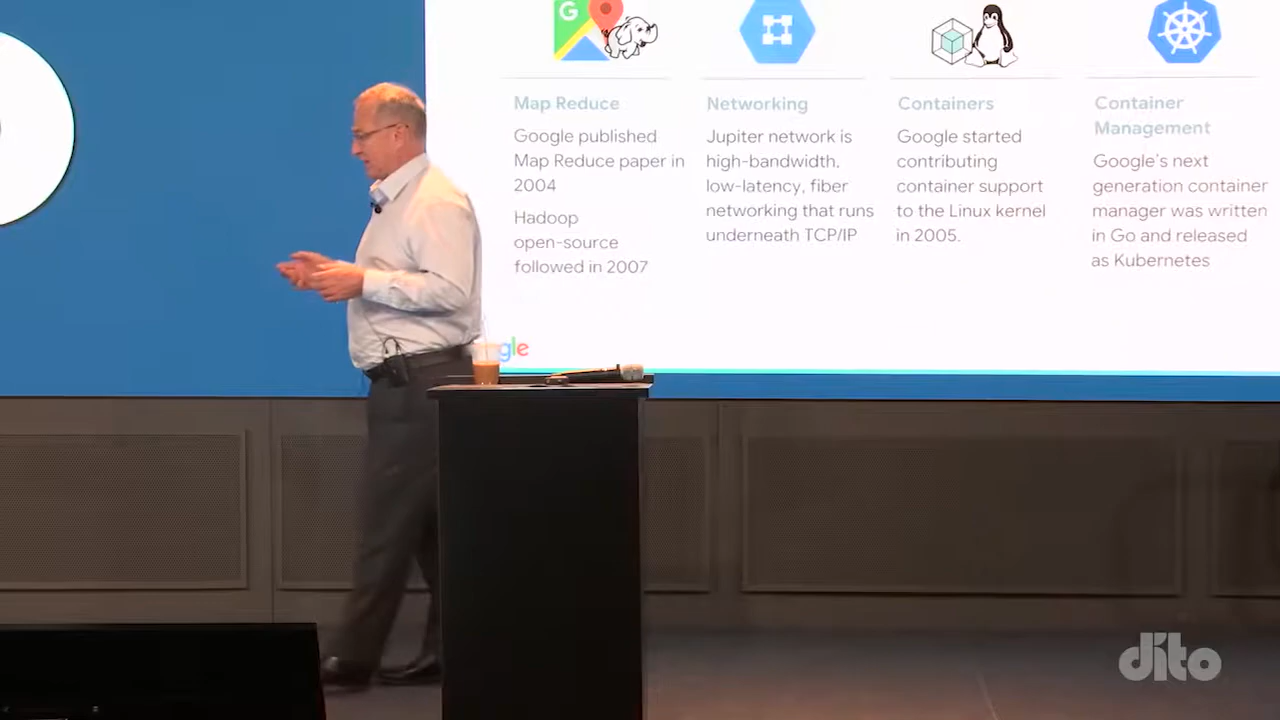 G
Map Reduce
Google published
Map Reduce paper in
2004
Hadoop
open-source
followed in 2007
Networking
Jupiter network is
high-bandwidth.
low-latency, fiber
networking that runs
underneath TCP/IP
Containers
Google started
contributing
container support
to the Linux kernel
in 2005.
Container
Management
Google's next
generation container
manager was written
in Go and released
as Kubernetes
gle
dito